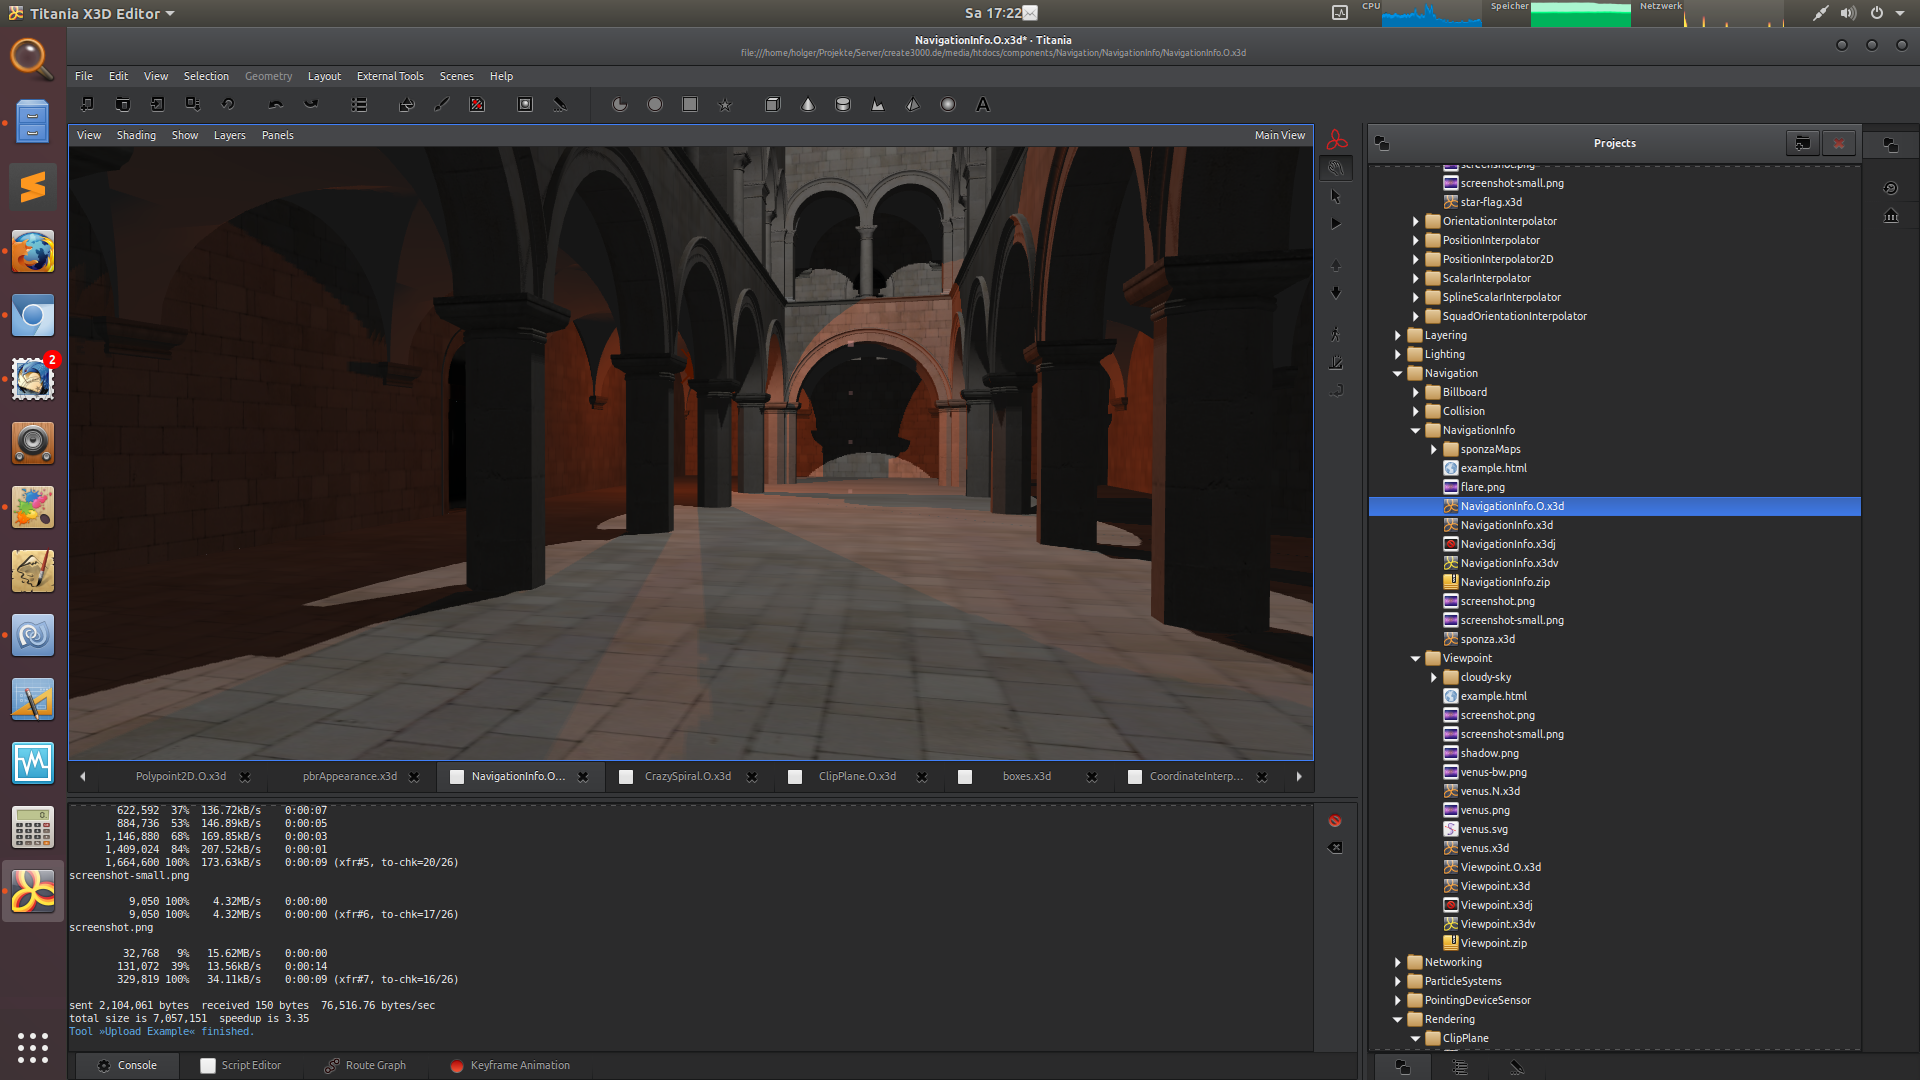 Titania X3D Editor
Sa 17:22
CPU
Speicher
Netzwerk
NavigationInfo.O.x3d* - Titania
file:///home/holger/Projekte/Server/create3000.de/media/htdocs/components/Navigation/NavigationInfo/NavigationInfo.O.x3d
File Edit View Selection Geometry Layout External Tools Scenes Help
View Shading Show Layers Panels
Main View
2
Polypoint2D.O.x3d
pbrAppearance.x3d
NavigationInfo.O...
CrazySpiral.O.x3d
ClipPlane.O.x3d
boxes.x3d
CoordinateInterp...
622,592 37% 136.72kB/s 0:00:07
884,736 53% 146.89kB/s 0:00:05
1,146,880 68% 169.85kB/s 0:00:03
1,409,024 84% 207.52kB/s 0:00:01
1,664,600 100% 173.63kB/s 0:00:09 (xfr#5, to-chk=20/26)
screenshot-small.png
9,050 100% 4.32MB/s 0:00:00
9,050 100% 4.32MB/s 0:00:00 (xfr#6, to-chk=17/26)
screenshot.png
32,768 9% 15.62MB/s 0:00:00
131,072 39% 13.56kB/s 0:00:14
329,819 100% 34.11kB/s 0:00:09 (xfr#7, to-chk=16/26)
sent 2,104,061 bytes received 150 bytes 76,516.76 bytes/sec
total size is 7,057,151 speedup is 3.35
Tool »Upload Example« finished.
Console
Script Editor
Route Graph
Keyframe Animation
Projects
screenshot.png
screenshot-small.png
star-flag.x3d
OrientationInterpolator
PositionInterpolator
PositionInterpolator2D
ScalarInterpolator
SplineScalarInterpolator
SquadOrientationInterpolator
Layering
Lighting
Navigation
Billboard
Collision
NavigationInfo
sponzaMaps
example.html
flare.png
NavigationInfo.O.x3d
NavigationInfo.x3d
NavigationInfo.x3dj
NavigationInfo.x3dv
NavigationInfo.zip
screenshot.png
screenshot-small.png
sponza.x3d
Viewpoint
cloudy-sky
example.html
screenshot.png
screenshot-small.png
shadow.png
venus-bw.png
venus.N.x3d
venus.png
venus.svg
venus.x3d
Viewpoint.O.x3d
Viewpoint.x3d
Viewpoint.x3dj
Viewpoint.x3dv
Viewpoint.zip
Networking
ParticleSystems
PointingDeviceSensor
Rendering
ClipPlane